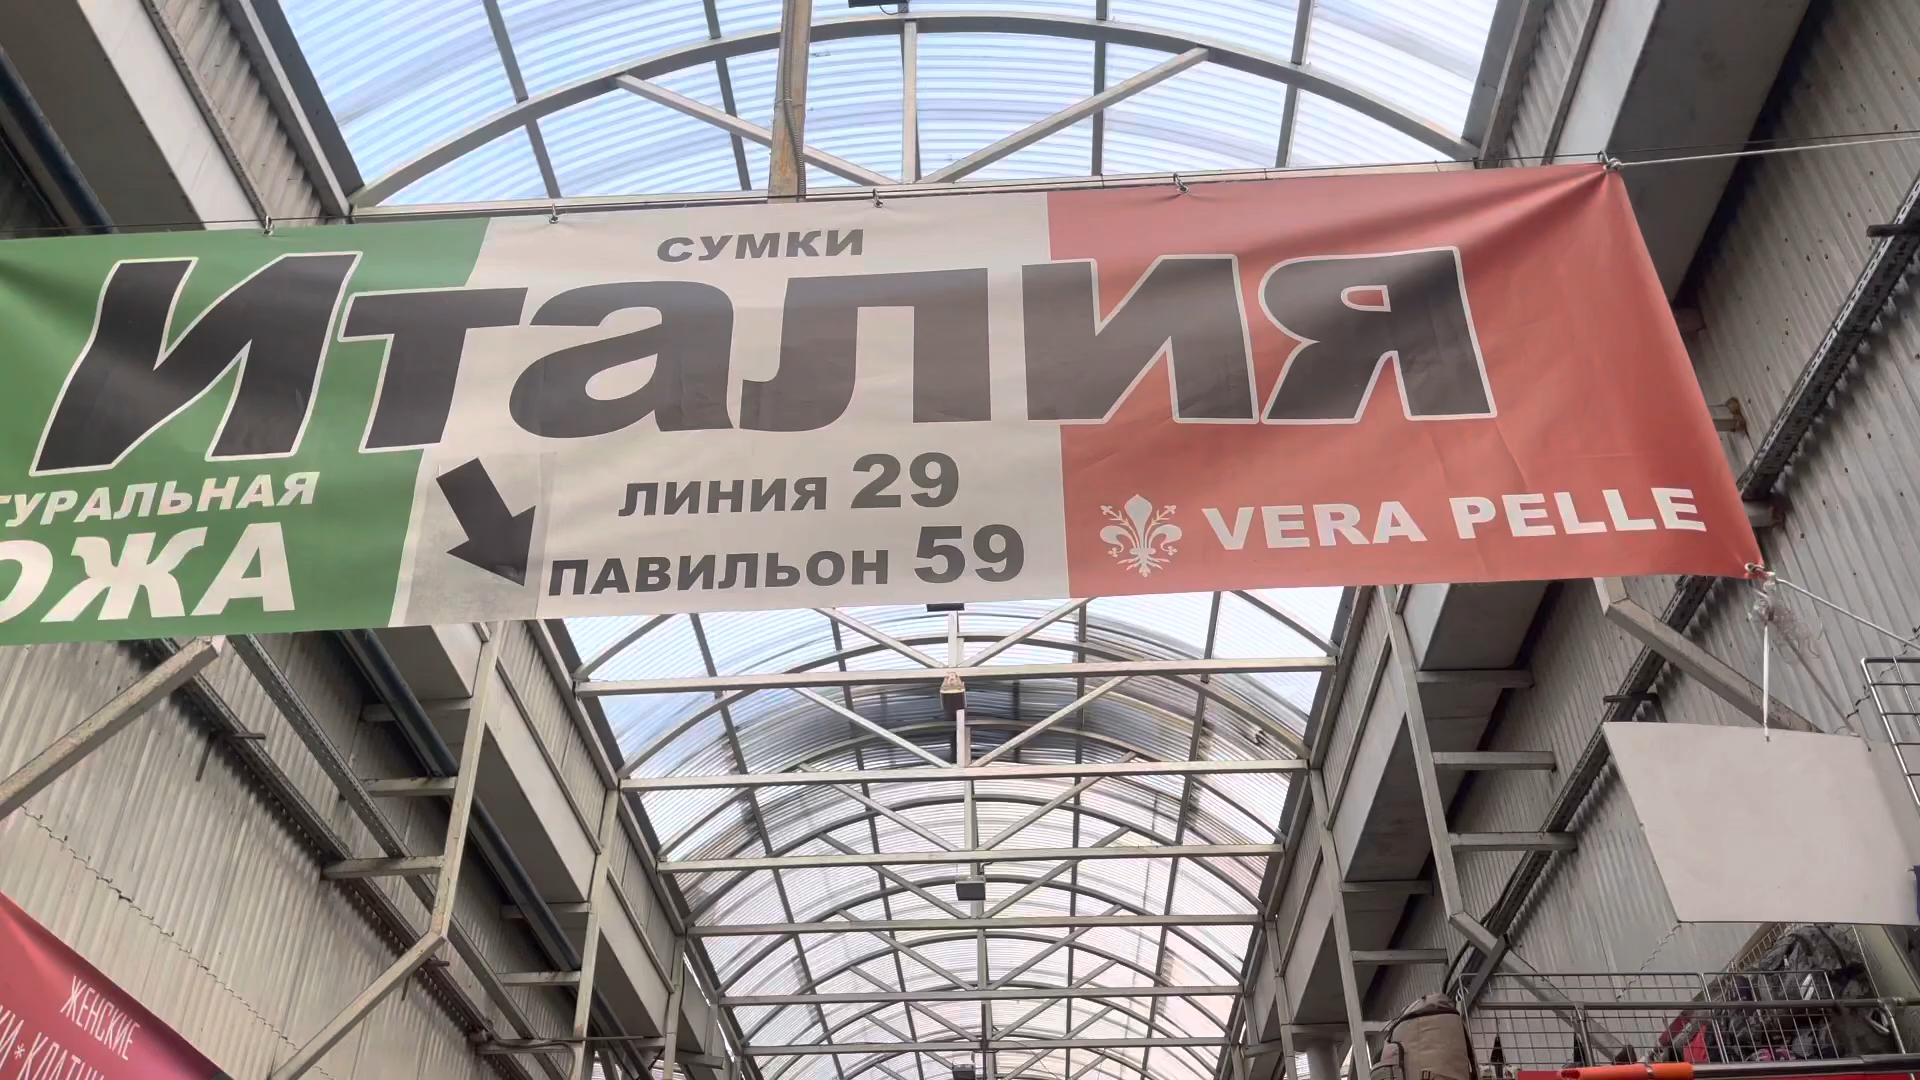 СУМКИ
Италия
ТУРАЛЬНАЯ
ОЖА
ЛИНИЯ 29
ПАВИЛЬОН 59
VERA PELLE
ЖЕНСКИЕ